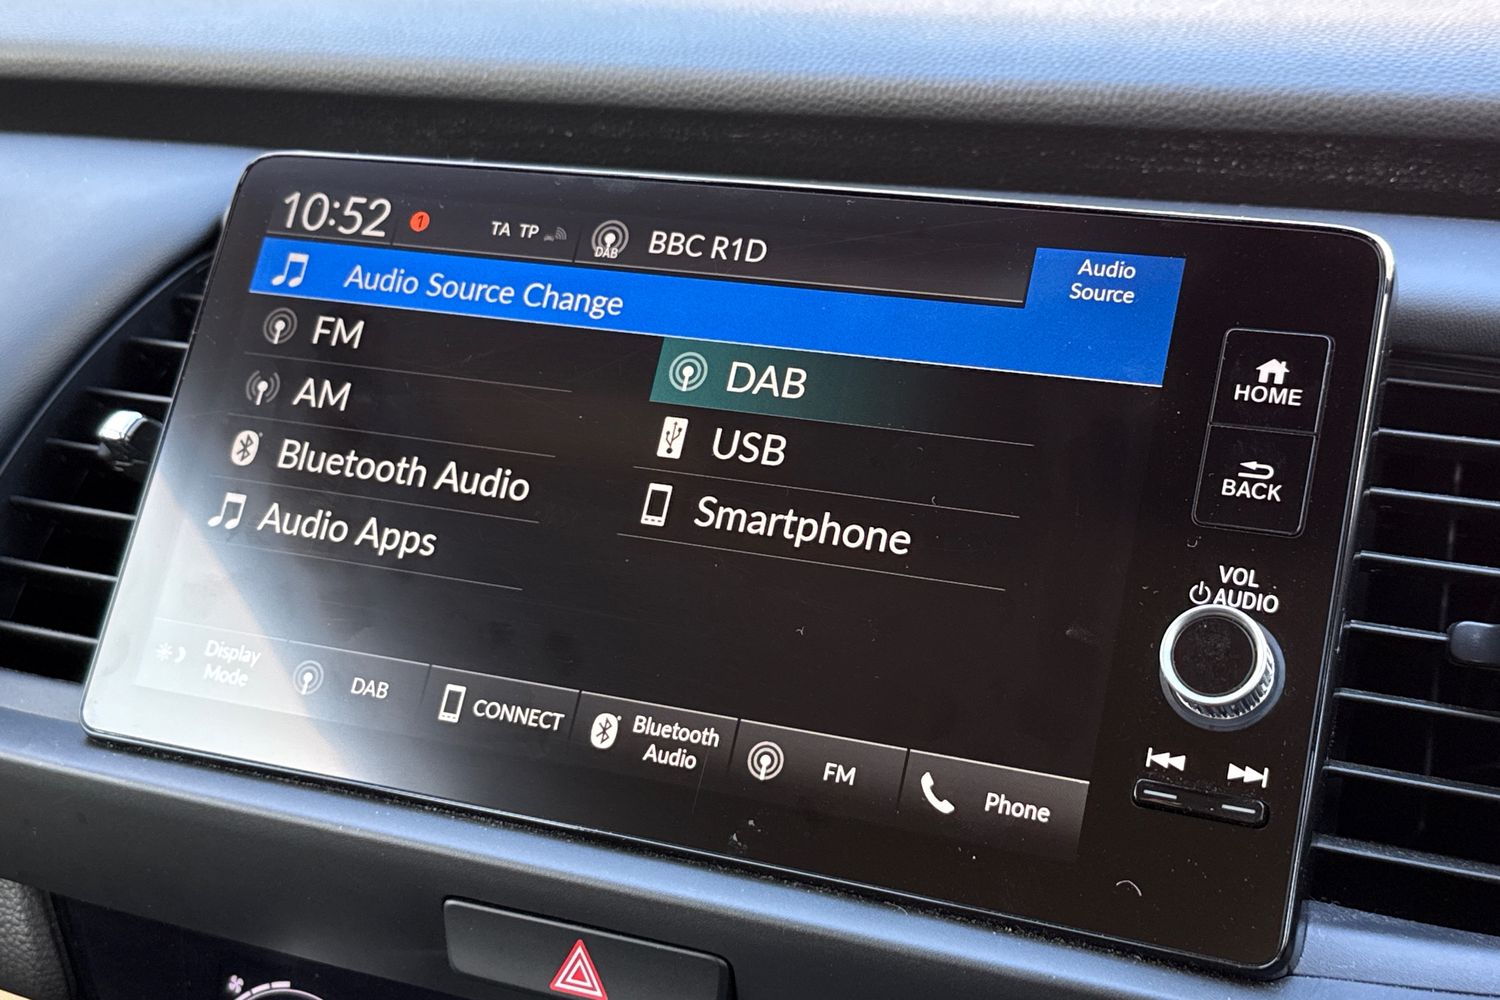 10:52 1 TA TP DAB BBC R1D
Audio
Source
Audio Source Change
FM
DAB
AM
USB
Bluetooth Audio
Smartphone
Audio Apps
Display
Mode
DAB
CONNECT
Bluetooth
Audio
FM
Phone
HOME
BACK
VOL
AUDIO